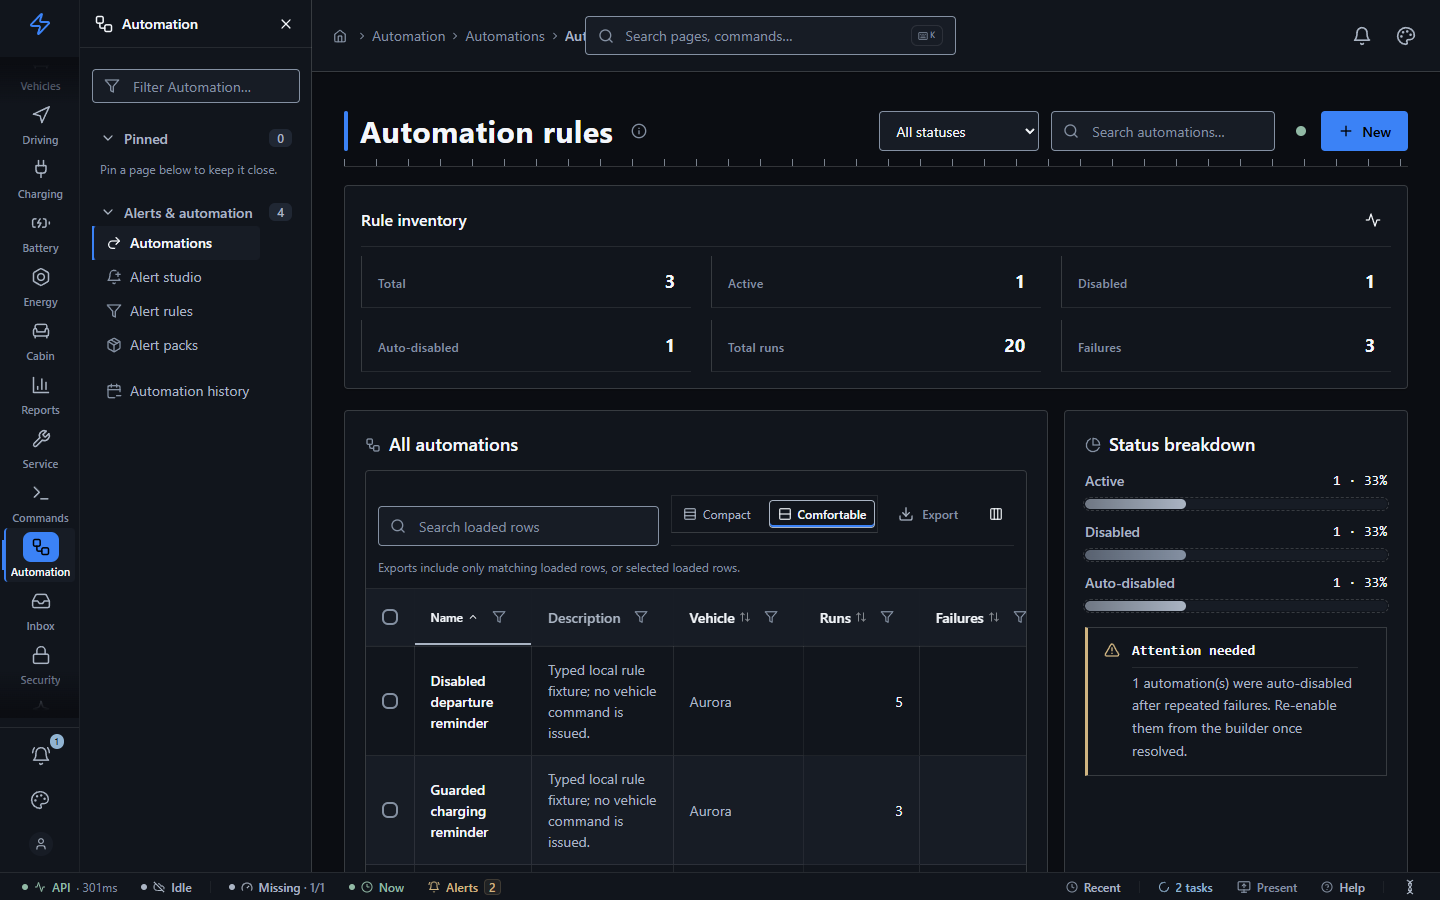 Automation
Automation
Automations
Aut
Search pages, commands...
K
Vehicles
Driving
Charging
Battery
Energy
Cabin
Reports
Service
Commands
Automation
Inbox
Security
1
Filter Automation...
Pinned
0
Pin a page below to keep it close.
Alerts & automation
4
Automations
Alert studio
Alert rules
Alert packs
Automation history
Automation rules
All statuses
Search automations...
New
Rule inventory
Total
3
Active
1
Disabled
1
Auto-disabled
1
Total runs
20
Failures
3
All automations
Search loaded rows
Compact
Comfortable
Export
Exports include only matching loaded rows, or selected loaded rows.
Name
Description
Vehicle
Runs
Failures
Disabled
departure
reminder
Typed local rule
fixture; no vehicle
command is
issued.
Aurora
5
Guarded
charging
reminder
Typed local rule
fixture; no vehicle
command is
issued.
Aurora
3
Status breakdown
Active
1 · 33%
Disabled
1 · 33%
Auto-disabled
1 · 33%
Attention needed
1 automation(s) were auto-disabled
after repeated failures. Re-enable
them from the builder once
resolved.
API · 301ms
Idle
Missing · 1/1
Now
Alerts 2
Recent
2 tasks
Present
Help